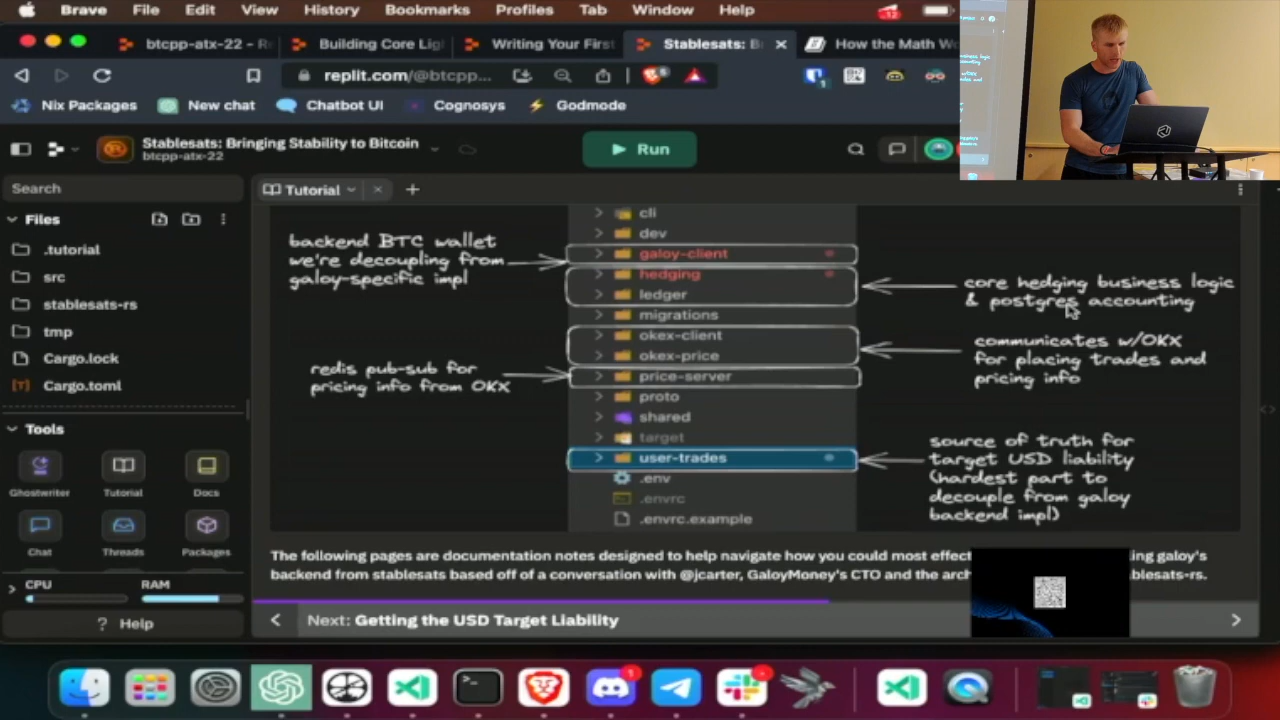 Brave File Edit View History Bookmarks Profiles Tab Window Help
btcpp-atx-22 - R
Building Core Lig
Writing Your First
Stablesats: B
How the Math Wo
replit.com/@btcpp...
Nix Packages
New chat
Chatbot UI
Cognosys
Godmode
Stablesats: Bringing Stability to Bitcoin
btcpp-atx-22
Run
Search
Tutorial
Files
.tutorial
src
stablesats-rs
tmp
Cargo.lock
Cargo.toml
Tools
Ghostwriter
Tutorial
Docs
Chat
Threads
Packages
CPU
RAM
Help
backend BTC wallet
we're decoupling from
galoy-specific impl
redis pub-sub for
pricing info from OKX
cli
dev
galoy-client
hedging
ledger
migrations
okex-client
okex-price
price-server
proto
shared
target
user-trades
.env
.envrc
.envrc.example
core hedging business logic
& postgres accounting
communicates w/OKX
for placing trades and
pricing info
source of truth for
target USD liability
(hardest part to
decouple from galoy
backend impl)
The following pages are documentation notes designed to help navigate how you could most effect
ing galoy's
backend from stablesats based off of a conversation with @jcarter, GaloyMoney's CTO and the arch
blesats-rs.
Next: Getting the USD Target Liability